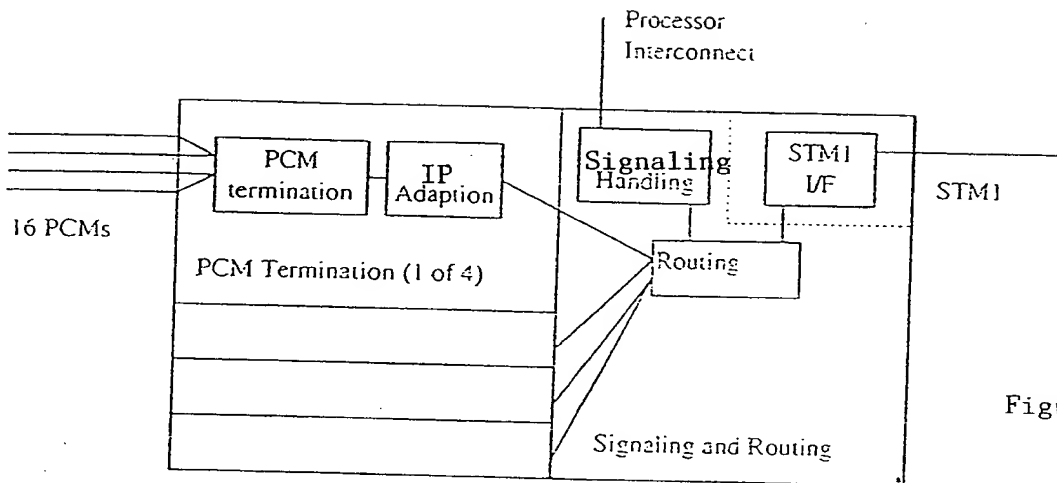 Processor
Interconnect
PCM
termination
IP
Adaption
Signaling
Handling
STM1
I/F
STM1
16 PCMs
Routing
PCM Termination (1 of 4)
Signaling and Routing